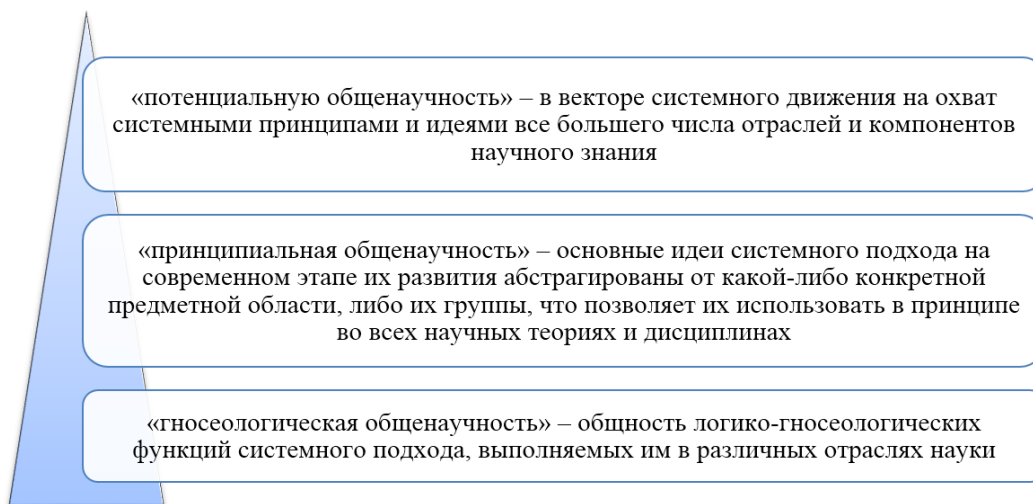 «потенциальную общенаучность» – в векторе системного движения на охват
системными принципами и идеями все большего числа отраслей и компонентов
научного знания
«принципиальная общенаучность» – основные идеи системного подхода на
современном этапе их развития абстрагированы от какой-либо конкретной
предметной области, либо их группы, что позволяет их использовать в принципе
во всех научных теориях и дисциплинах
«гносеологическая общенаучность» – общность логико-гносеологических
функций системного подхода, выполняемых им в различных отраслях науки